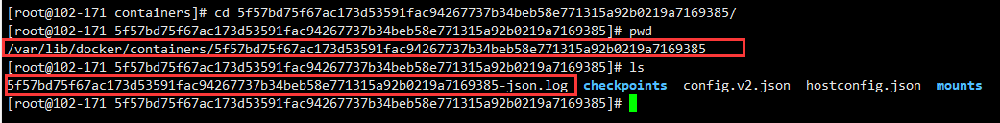 [root@102-171 containers]# cd 5f57bd75f67ac173d53591fac94267737b34beb58e771315a92b0219a7169385/
[root@102-171 5f57bd75f67ac173d53591fac94267737b34beb58e771315a92b0219a7169385]# pwd
/var/lib/docker/containers/5f57bd75f67ac173d53591fac94267737b34beb58e771315a92b0219a7169385
[root@102-171 5f57bd75f67ac173d53591fac94267737b34beb58e771315a92b0219a7169385]# ls
5f57bd75f67ac173d53591fac94267737b34beb58e771315a92b0219a7169385-json.log checkpoints config.v2.json hostconfig.json mounts
[root@102-171 5f57bd75f67ac173d53591fac94267737b34beb58e771315a92b0219a7169385]#